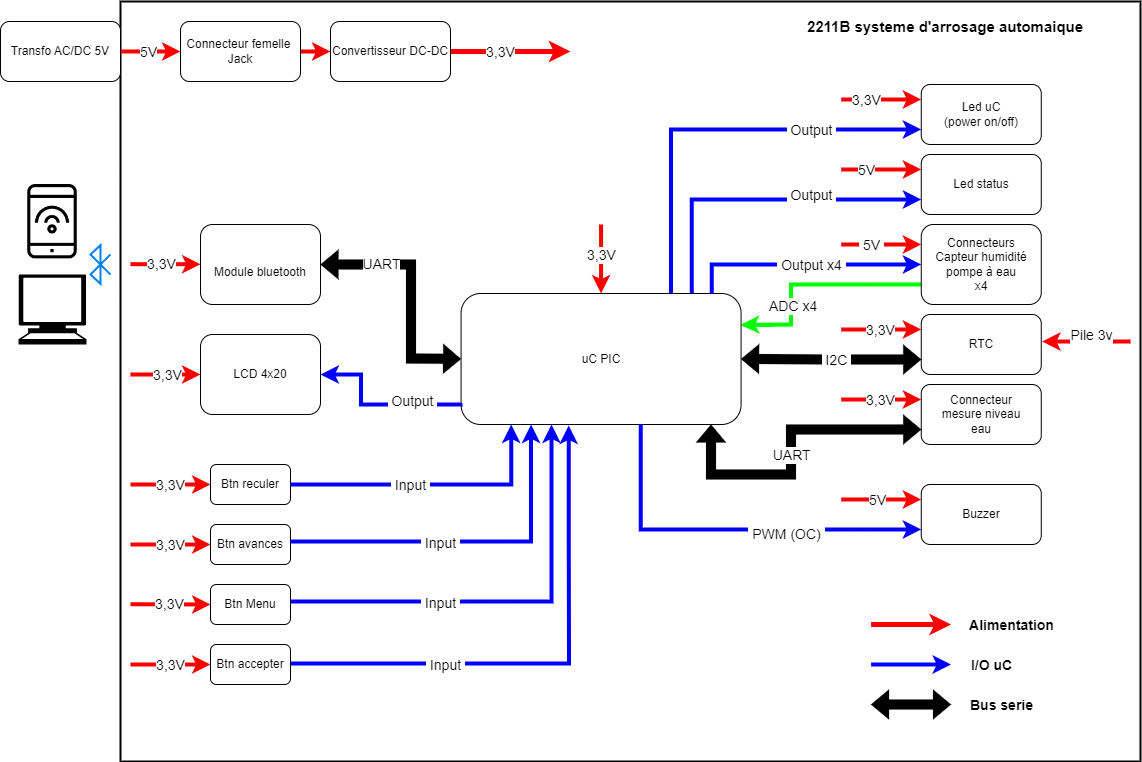 2211B systeme d'arrosage automaique
Transfo AC/DC 5V
5V
Connecteur femelle
Jack
Convertisseur DC-DC
3,3V
3,3V
Led uC
(power on/off)
Output
5V
Led status
Output
5V
Connecteurs
Capteur humidité
pompe à eau
x4
Output x4
ADC x4
3,3V
3,3V
Module bluetooth
UART
uC PIC
3,3V
RTC
Pile 3v
I2C
3,3V
LCD 4x20
Output
3,3V
Connecteur
mesure niveau
eau
UART
3,3V
Btn reculer
Input
5V
Buzzer
PWM (OC)
3,3V
Btn avances
Input
3,3V
Btn Menu
Input
3,3V
Btn accepter
Input
Alimentation
I/O uC
Bus serie